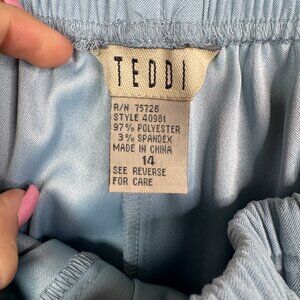 TEDDI
R/N 75726
STYLE 40981
97% POLYESTER
3% SPANDEX
MADE IN CHINA
14
SEE REVERSE
FOR CARE